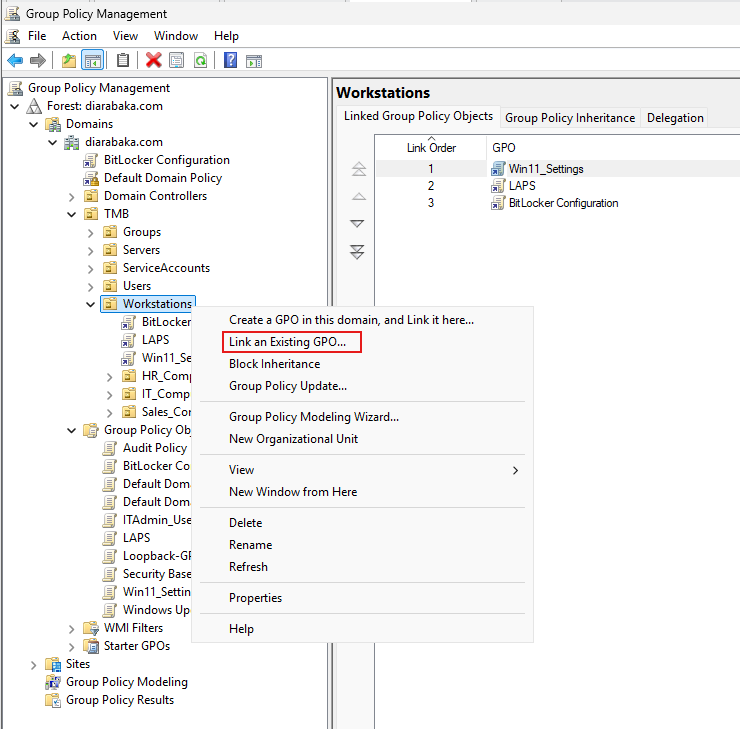 Group Policy Management
File Action View Window Help
Group Policy Management
Forest: diarabaka.com
Domains
diarabaka.com
BitLocker Configuration
Default Domain Policy
Domain Controllers
TMB
Groups
Servers
ServiceAccounts
Users
Workstations
BitLocker
LAPS
Win11_Se
HR_Comp
IT_Comp
Sales_Cor
Group Policy Obj
Audit Policy
BitLocker Co
Default Dom
Default Dom
ITAdmin_Use
LAPS
Loopback-GP
Security Base
Win11_Settin
Windows Up
WMI Filters
Starter GPOs
Sites
Group Policy Modeling
Group Policy Results
Create a GPO in this domain, and Link it here...
Link an Existing GPO...
Block Inheritance
Group Policy Update...
Group Policy Modeling Wizard...
New Organizational Unit
View
New Window from Here
Delete
Rename
Refresh
Properties
Help
Workstations
Linked Group Policy Objects Group Policy Inheritance Delegation
Link Order GPO
1 Win11_Settings
2 LAPS
3 BitLocker Configuration